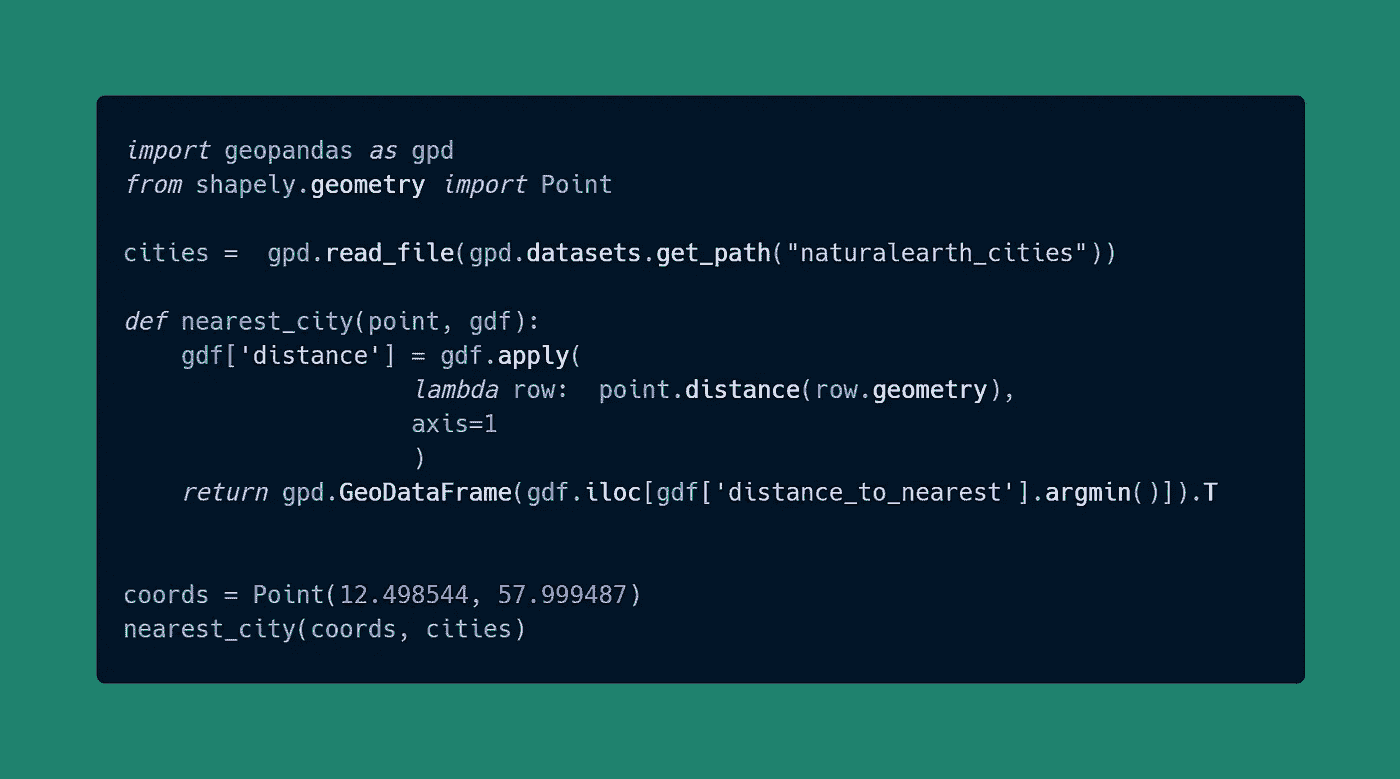 import geopandas as gpd
from shapely.geometry import Point
cities =  gpd.read_file(gpd.datasets.get_path("naturalearth_cities"))
def nearest_city(point, gdf):
    gdf['distance'] = gdf.apply(
                    lambda row:  point.distance(row.geometry),
                    axis=1
                    )
    return gpd.GeoDataFrame(gdf.iloc[gdf['distance_to_nearest'].argmin()]).T
coords = Point(12.498544, 57.999487)
nearest_city(coords, cities)